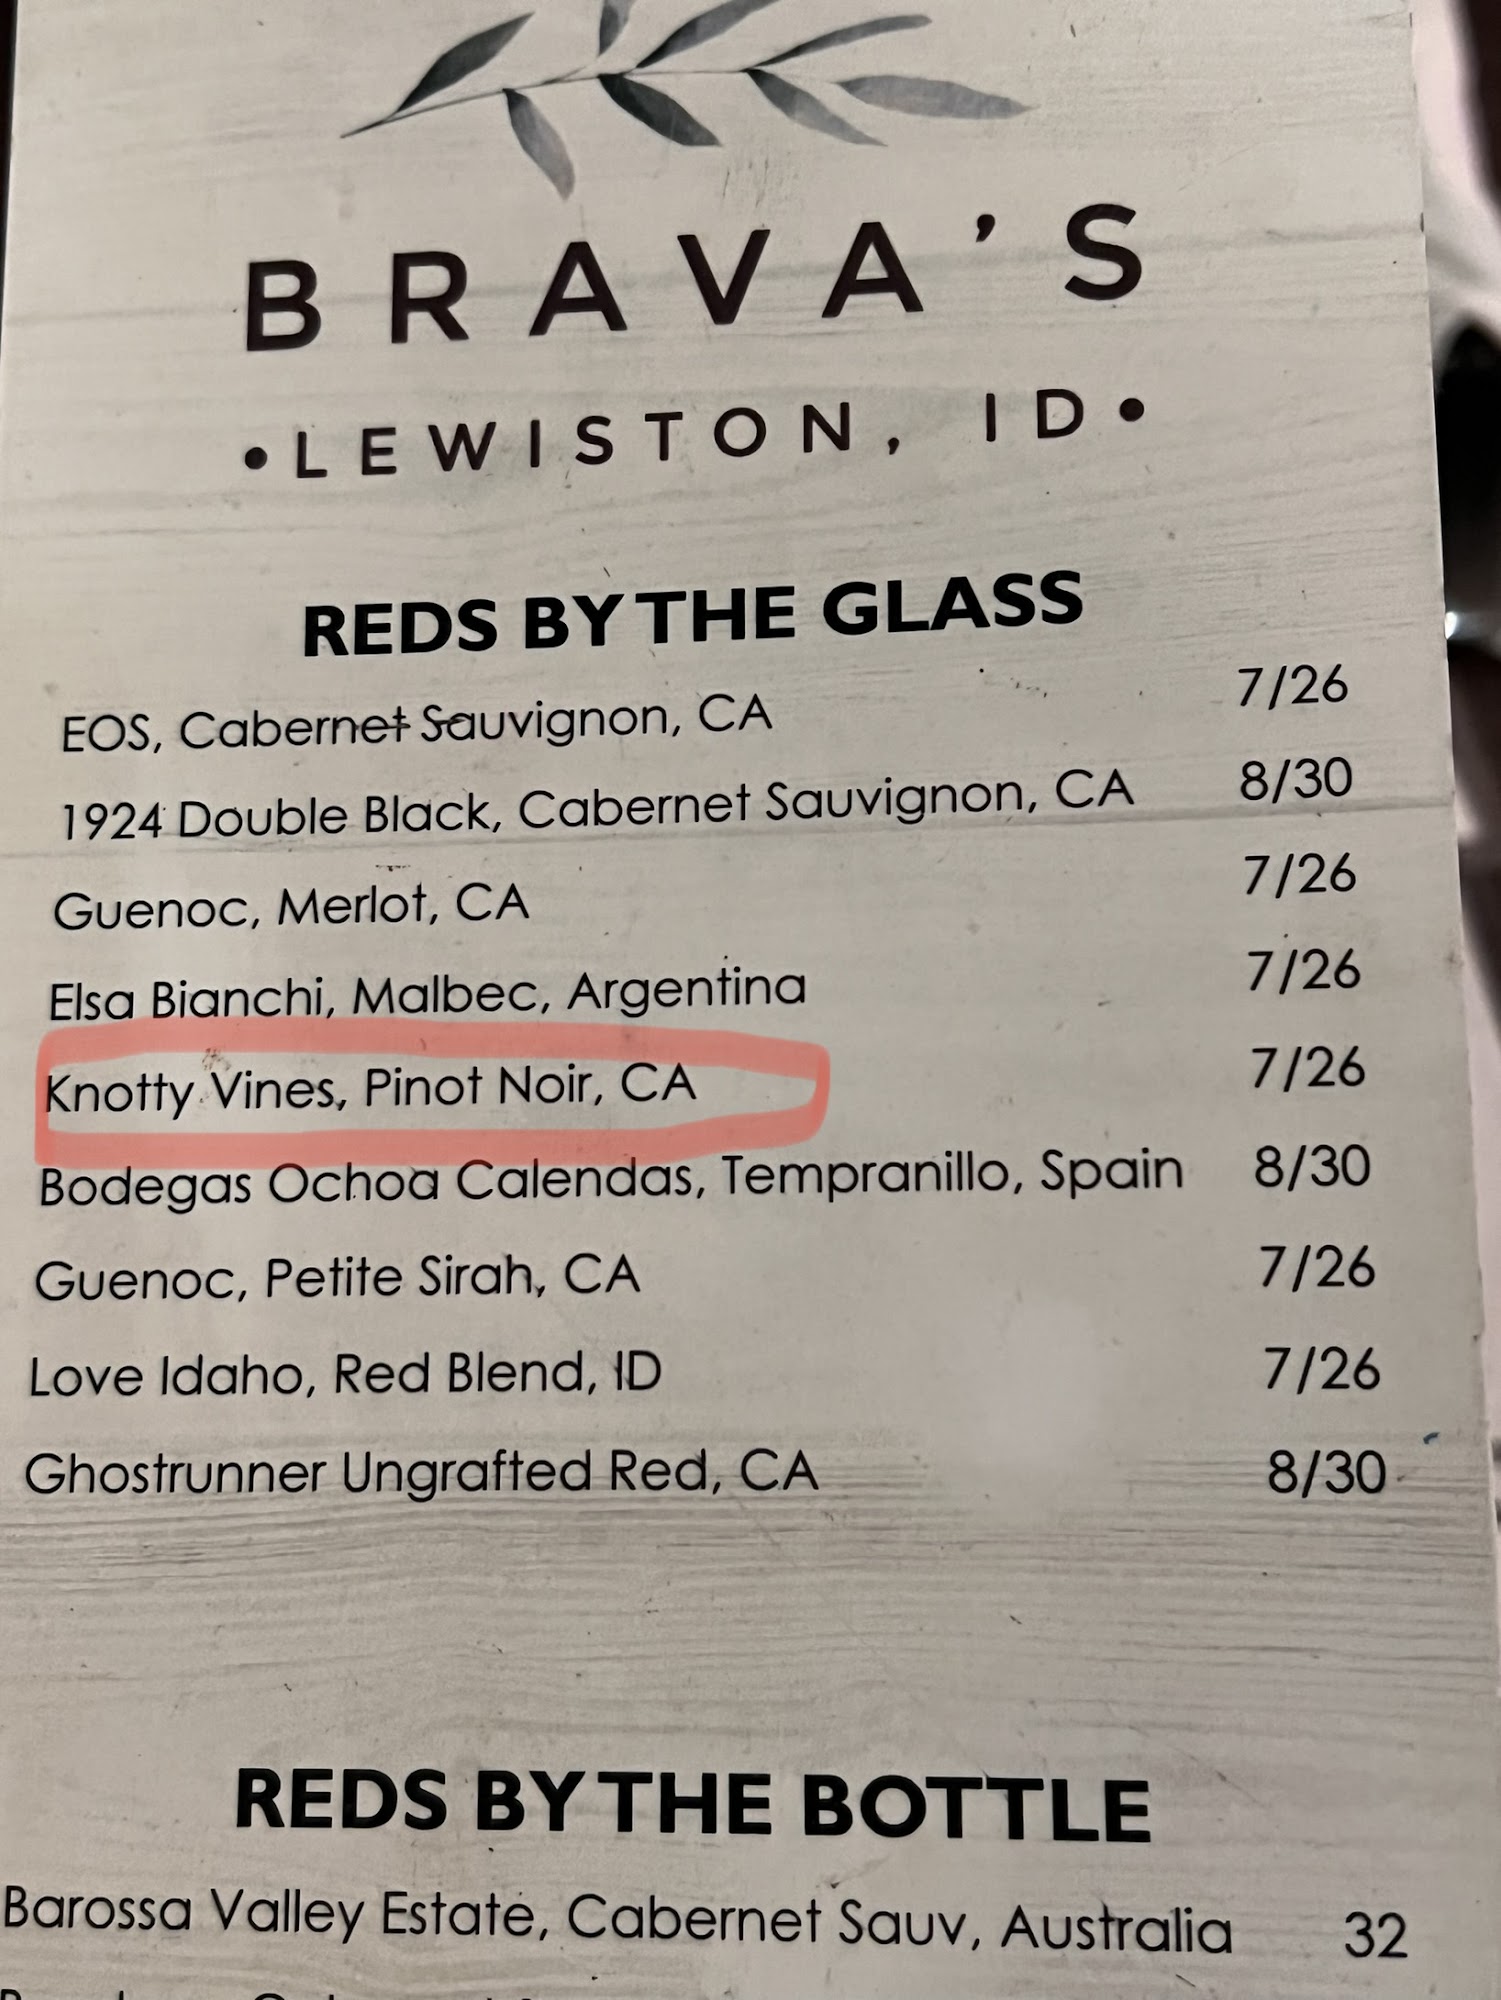 BRAVA'S
•LEWISTON, ID•
REDS BY THE GLASS
EOS, Cabernet Sauvignon, CA 7/26
1924 Double Black, Cabernet Sauvignon, CA 8/30
Guenoc, Merlot, CA 7/26
Elsa Bianchi, Malbec, Argentina 7/26
Knotty Vines, Pinot Noir, CA 7/26
Bodegas Ochoa Calendas, Tempranillo, Spain 8/30
Guenoc, Petite Sirah, CA 7/26
Love Idaho, Red Blend, ID 7/26
Ghostrunner Ungrafted Red, CA 8/30
REDS BY THE BOTTLE
Barossa Valley Estate, Cabernet Sauv, Australia 32